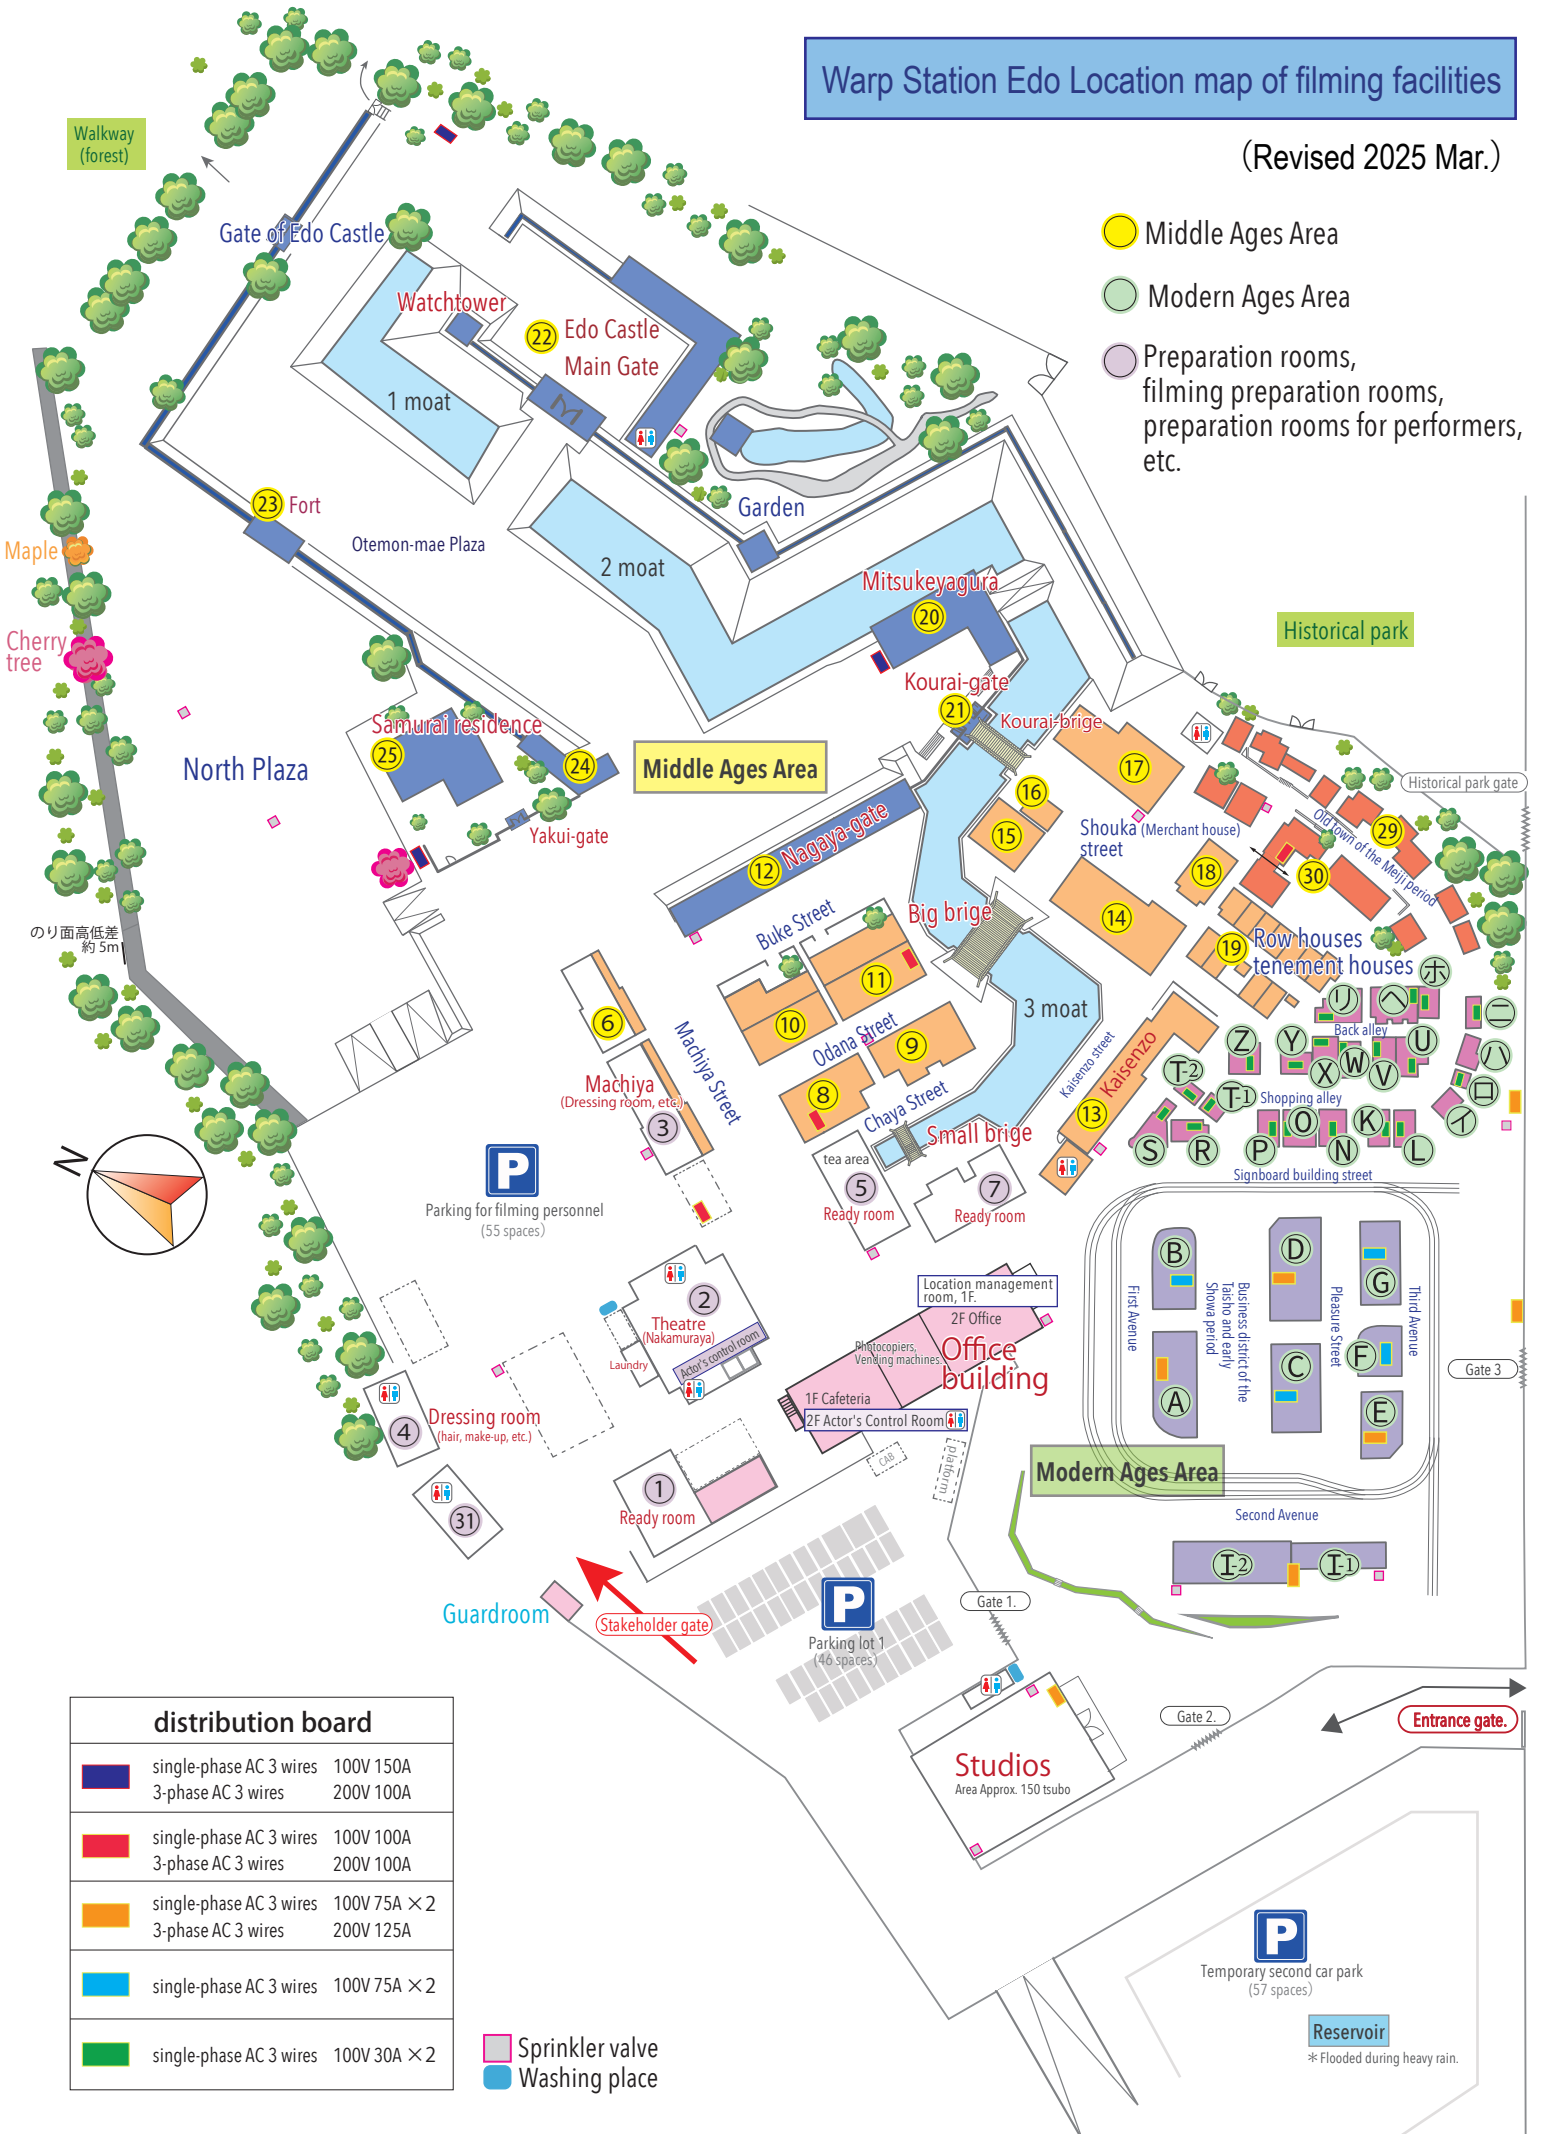 Warp Station Edo Location map of filming facilities
（Revised 2025 Mar.）
Middle Ages Area
Modern Ages Area
Preparation rooms,
filming preparation rooms,
preparation rooms for performers,
etc.
Walkway
(forest)
Gate of Edo Castle
Watchtower
22
Edo Castle
Main Gate
1 moat
23
Fort
Otemon-mae Plaza
Garden
2 moat
Maple
Cherry
tree
Mitsukeyagura
20
Historical park
Kourai-gate
21
Kourai-brige
Samurai residence
25
24
North Plaza
Middle Ages Area
Yakui-gate
17
16
15
Historical park gate
Shouka (Merchant house)
street
Old town of the Meiji period
29
30
18
12
Nagaya-gate
Big brige
14
のり面高低差
約 5m
Buke Street
11
10
19
Row houses
tenement houses
3 moat
6
Machiya Street
Odana Street
9
8
Chaya Street
Machiya
(Dressing room, etc.)
3
Kaisenzo street
Kaisenzo
13
Small brige
リ
ヘ
ホ
ニ
Back alley
Z
Y
X
W
V
U
ハ
ロ
イ
T-2
T-1
Shopping alley
S
R
P
O
N
K
L
Signboard building street
N
P
Parking for filming personnel
(55 spaces)
tea area
5
Ready room
7
Ready room
B
D
G
First Avenue
Business district of the
Taisho and early
Showa period
Pleasure Street
Third Avenue
A
C
F
E
Gate 3
2
Theatre
(Nakamuraya)
Actor's control room
Laundry
Location management
room, 1F.
2F Office
Photocopiers,
Vending machines.
Office
building
1F Cafeteria
2F Actor's Control Room
CAB
platform
4
Dressing room
(hair, make-up, etc.)
31
1
Ready room
Modern Ages Area
Second Avenue
I-2
I-1
Guardroom
Stakeholder gate
P
Parking lot 1
(46 spaces)
Gate 1.
Gate 2.
Entrance gate.
Studios
Area Approx. 150 tsubo
distribution board
single-phase AC 3 wires 100V 150A
3-phase AC 3 wires 200V 100A
single-phase AC 3 wires 100V 100A
3-phase AC 3 wires 200V 100A
single-phase AC 3 wires 100V 75A ×2
3-phase AC 3 wires 200V 125A
single-phase AC 3 wires 100V 75A ×2
single-phase AC 3 wires 100V 30A ×2
Sprinkler valve
Washing place
P
Temporary second car park
(57 spaces)
Reservoir
＊Flooded during heavy rain.